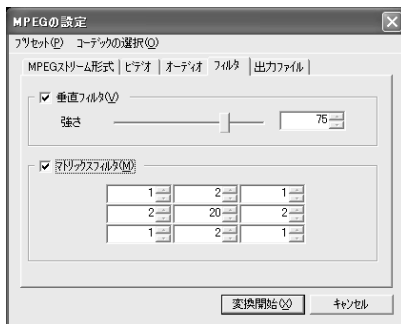 MPEGの設定
プリセット(P) コーデックの選択(O)
MPEGストリーム形式 ビデオ オーディオ フィルタ 出力ファイル
垂直フィルタ(V)
強さ 75
マトリックスフィルタ(M)
1 2 1
2 20 2
1 2 1
変換開始(X) キャンセル